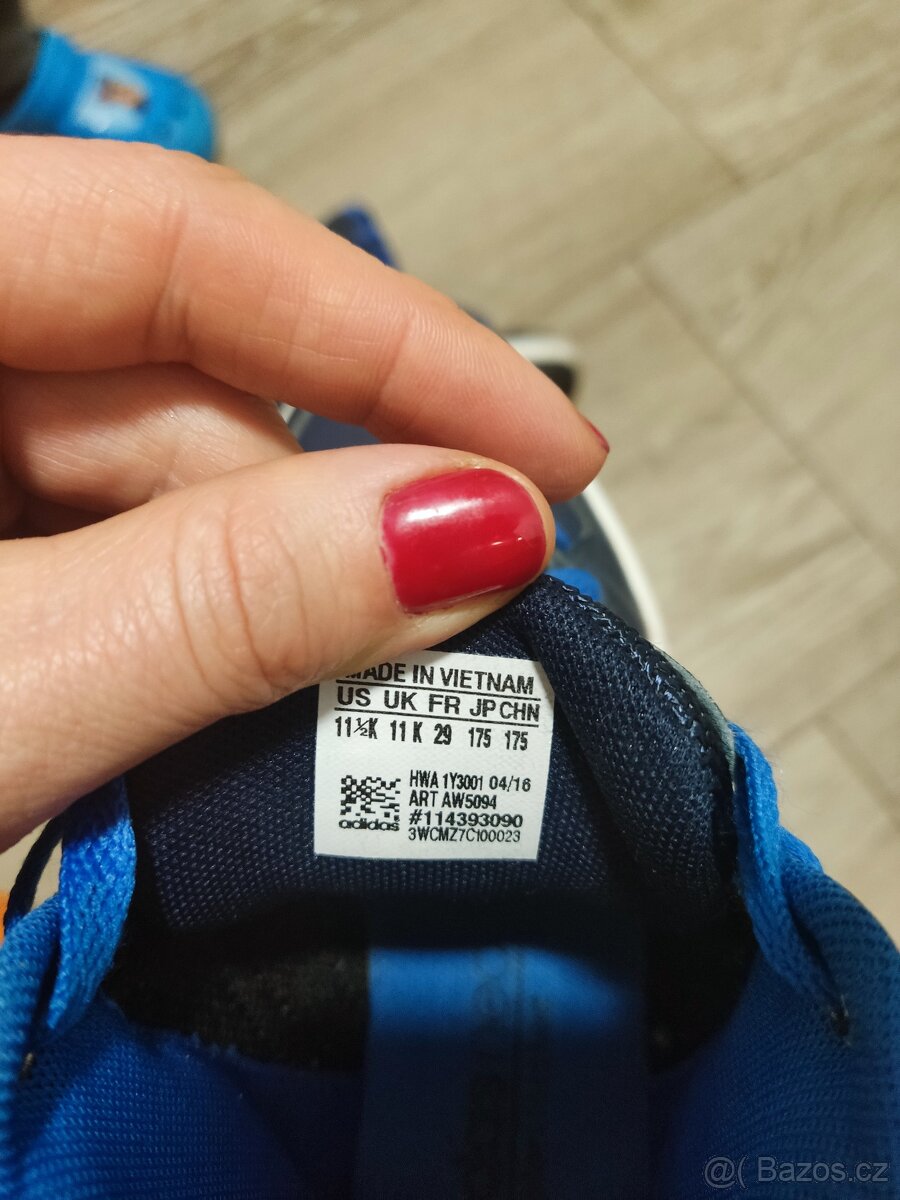 MADE IN VIETNAM
US UK FR JP CHN
11½K 11K 29 175 175
HWA 1Y3001 04/16
ART AW5094
#114393090
adidas
3WCMZ7C100023
@( Bazos.cz